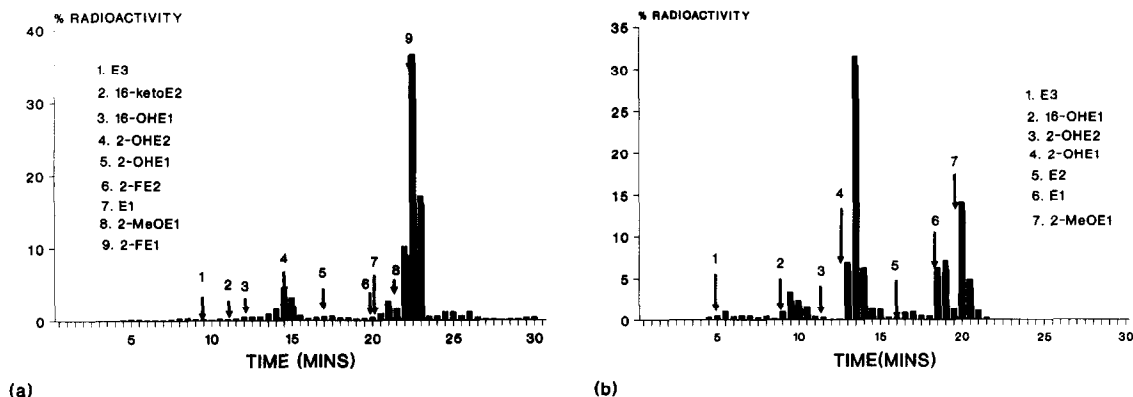 % RADIOACTIVITY
40
30
20
10
0
1. E3
2. 16-ketoE2
3. 16-OHE1
4. 2-OHE2
5. 2-OHE1
6. 2-FE2
7. E1
8. 2-MeOE1
9. 2-FE1
1
2
3
4
5
6
7
8
9
5
10
15
20
25
30
TIME (MINS)
(a)
% RADIOACTIVITY
35
30
25
20
15
10
5
0
1. E3
2. 16-OHE1
3. 2-OHE2
4. 2-OHE1
5. E2
6. E1
7. 2-MeOE1
1
2
3
4
5
6
7
5
10
15
20
25
30
TIME(MINS)
(b)